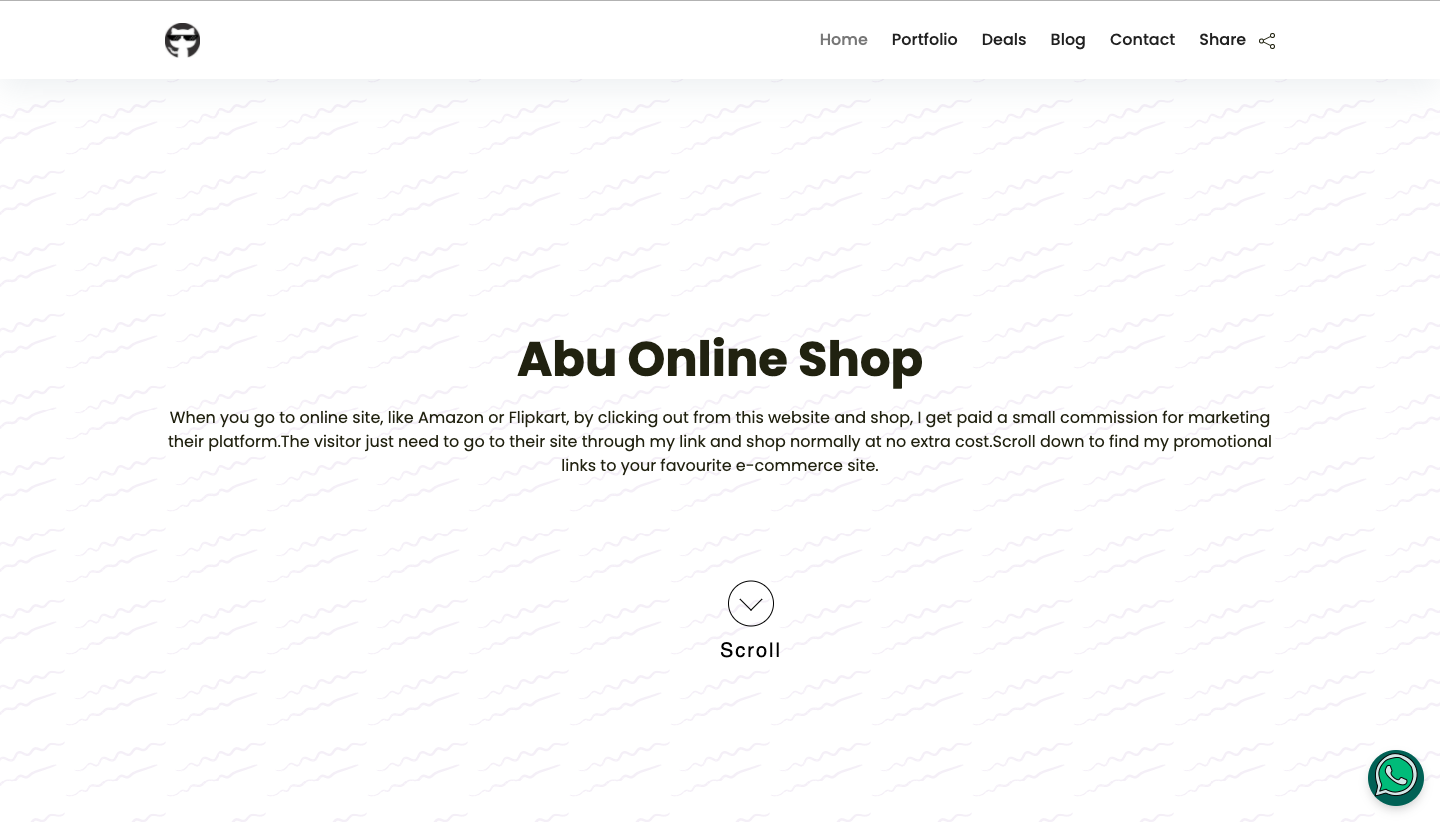 Home Portfolio Deals Blog Contact Share
Abu Online Shop
When you go to online site, like Amazon or Flipkart, by clicking out from this website and shop, I get paid a small commission for marketing
their platform.The visitor just need to go to their site through my link and shop normally at no extra cost.Scroll down to find my promotional
links to your favourite e-commerce site.
Scroll